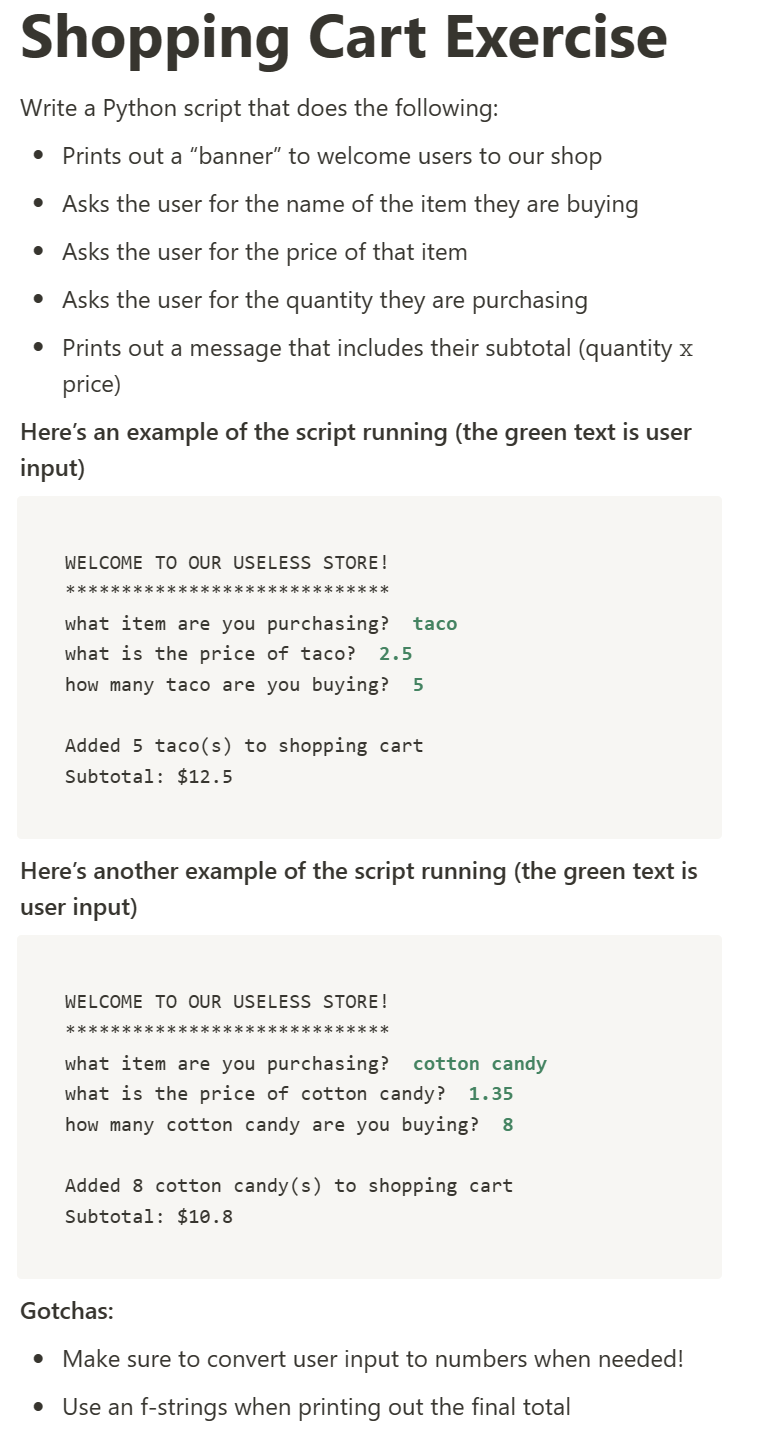 Shopping Cart Exercise
Write a Python script that does the following:
• Prints out a “banner” to welcome users to our shop
• Asks the user for the name of the item they are buying
• Asks the user for the price of that item
• Asks the user for the quantity they are purchasing
• Prints out a message that includes their subtotal (quantity x
price)
Here’s an example of the script running (the green text is user
input)
WELCOME TO OUR USELESS STORE!
*****************************
what item are you purchasing?  taco
what is the price of taco?  2.5
how many taco are you buying?  5
Added 5 taco(s) to shopping cart
Subtotal: $12.5
Here’s another example of the script running (the green text is
user input)
WELCOME TO OUR USELESS STORE!
*****************************
what item are you purchasing?  cotton candy
what is the price of cotton candy?  1.35
how many cotton candy are you buying?  8
Added 8 cotton candy(s) to shopping cart
Subtotal: $10.8
Gotchas:
• Make sure to convert user input to numbers when needed!
• Use an f-strings when printing out the final total